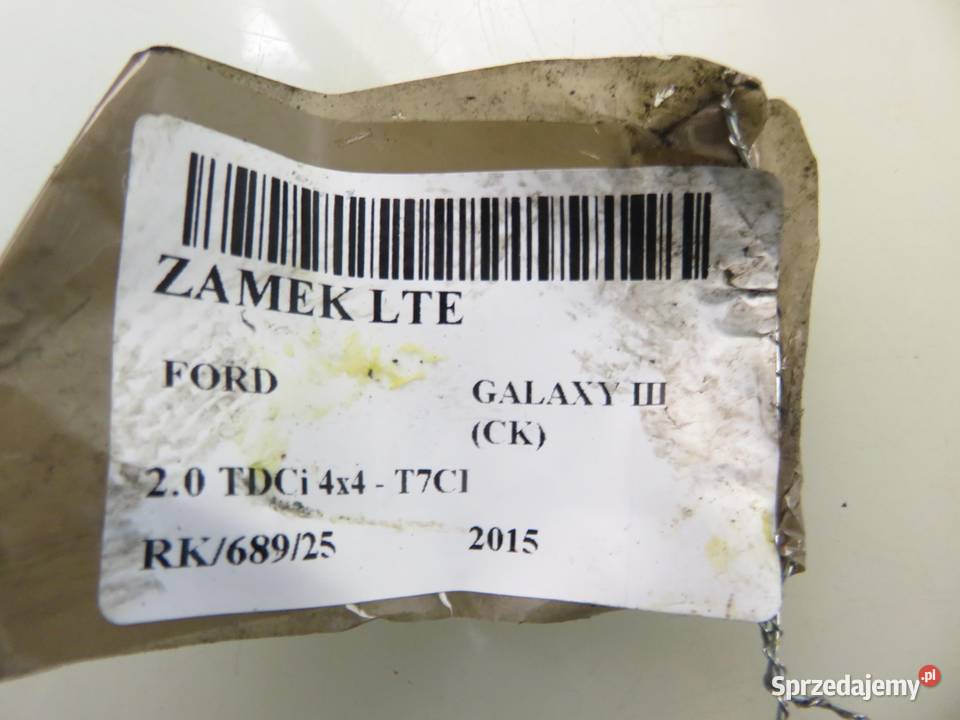 ZAMEK LTE
FORD
GALAXY III
(CK)
2.0 TDCi 4x4 - T7CI
RK/689/25
2015
Sprzedajemy.pl